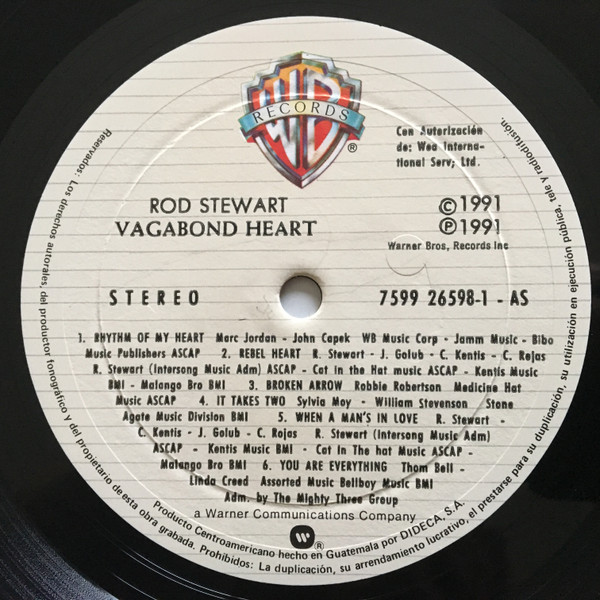 WB
RECORDS
®
Con Autorización
de: Wea Interna-
tional Serv; Ltd.
ROD STEWART
VAGABOND HEART
© 1991
℗ 1991
Warner Bros, Records Inc
STEREO
7599 26598-1 - AS
1. RHYTHM OF MY HEART Marc Jordan - John Capek WB Music Corp - Jamm Music - Bibo
Music Publishers ASCAP 2. REBEL HEART R. Stewart - J. Golub - C. Kentis - C. Rojas
R. Stewart (Intersong Music Adm) ASCAP - Cat in the Hat music ASCAP - Kentis Music
BMI - Malango Bro BMI 3. BROKEN ARROW Robbie Robertson Medicine Hat
Music ASCAP 4. IT TAKES TWO Sylvia Moy - William Stevenson Stone
Agate Music Division BMI 5. WHEN A MAN'S IN LOVE R. Stewart -
C. Kentis - J. Golub - C. Rojas R. Stewart (Intersong Music Adm)
ASCAP - Kentis Music BMI - Cat In The hat Music ASCAP -
Malango Bro BMI 6. YOU ARE EVERYTHING Thom Bell -
Linda Creed Assorted Music Bellboy Music BMI
Adm. by The Mighty Three Group
a Warner Communications Company
®
Producto Centroamericano hecho en Guatemala por DIDECA, S.A.
Reservados: Los derechos autorales, del productor fonográfico y del propietario de esta obra grabada. Prohibidos: La duplicación, su arrendamiento lucrativo, el prestarse para su duplicación, su utilización en ejecución pública, tele y radiodifusión.